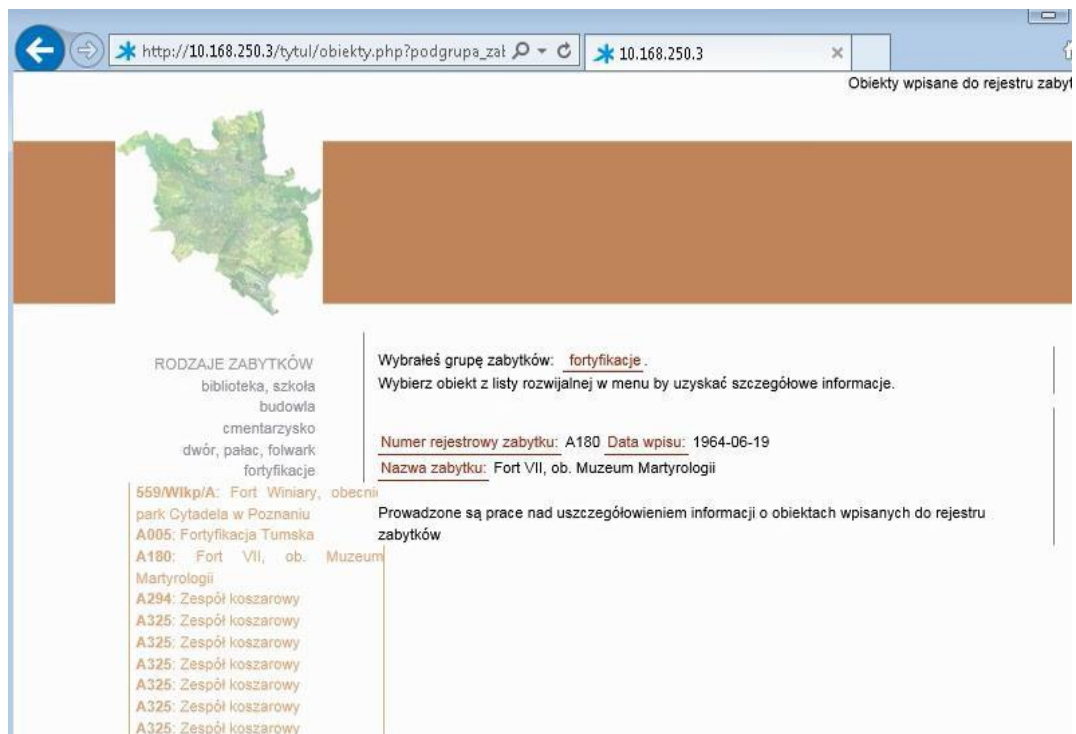 http://10.168.250.3/tytul/obiekty.php?podgrupa_zat
10.168.250.3
Obiekty wpisane do rejestru
RODZAJE ZABYTKÓW
biblioteka, szkoła
budowla
cmentarzysko
dwór, pałac, folwark
fortyfikacje
559/Wlkp/A: Fort Winiary, obecni
park Cytadela w Poznaniu
A005: Fortyfikacja Tumska
A180: Fort VII, ob. Muzeum
Martyrologii
A294: Zespół koszarowy
A325: Zespół koszarowy
A325: Zespół koszarowy
A325: Zespół koszarowy
A325: Zespół koszarowy
A325: Zespół koszarowy
A325: Zespół koszarowy
Wybrałeś grupę zabytków: fortyfikacje .
Wybierz obiekt z listy rozwijalnej w menu by uzyskać szczegółowe informacje.
Numer rejestrowy zabytku: A180 Data wpisu: 1964-06-19
Nazwa zabytku: Fort VII, ob. Muzeum Martyrologii
Prowadzone są prace nad uszczegółowieniem informacji o obiektach wpisanych do rejestru
zabytków